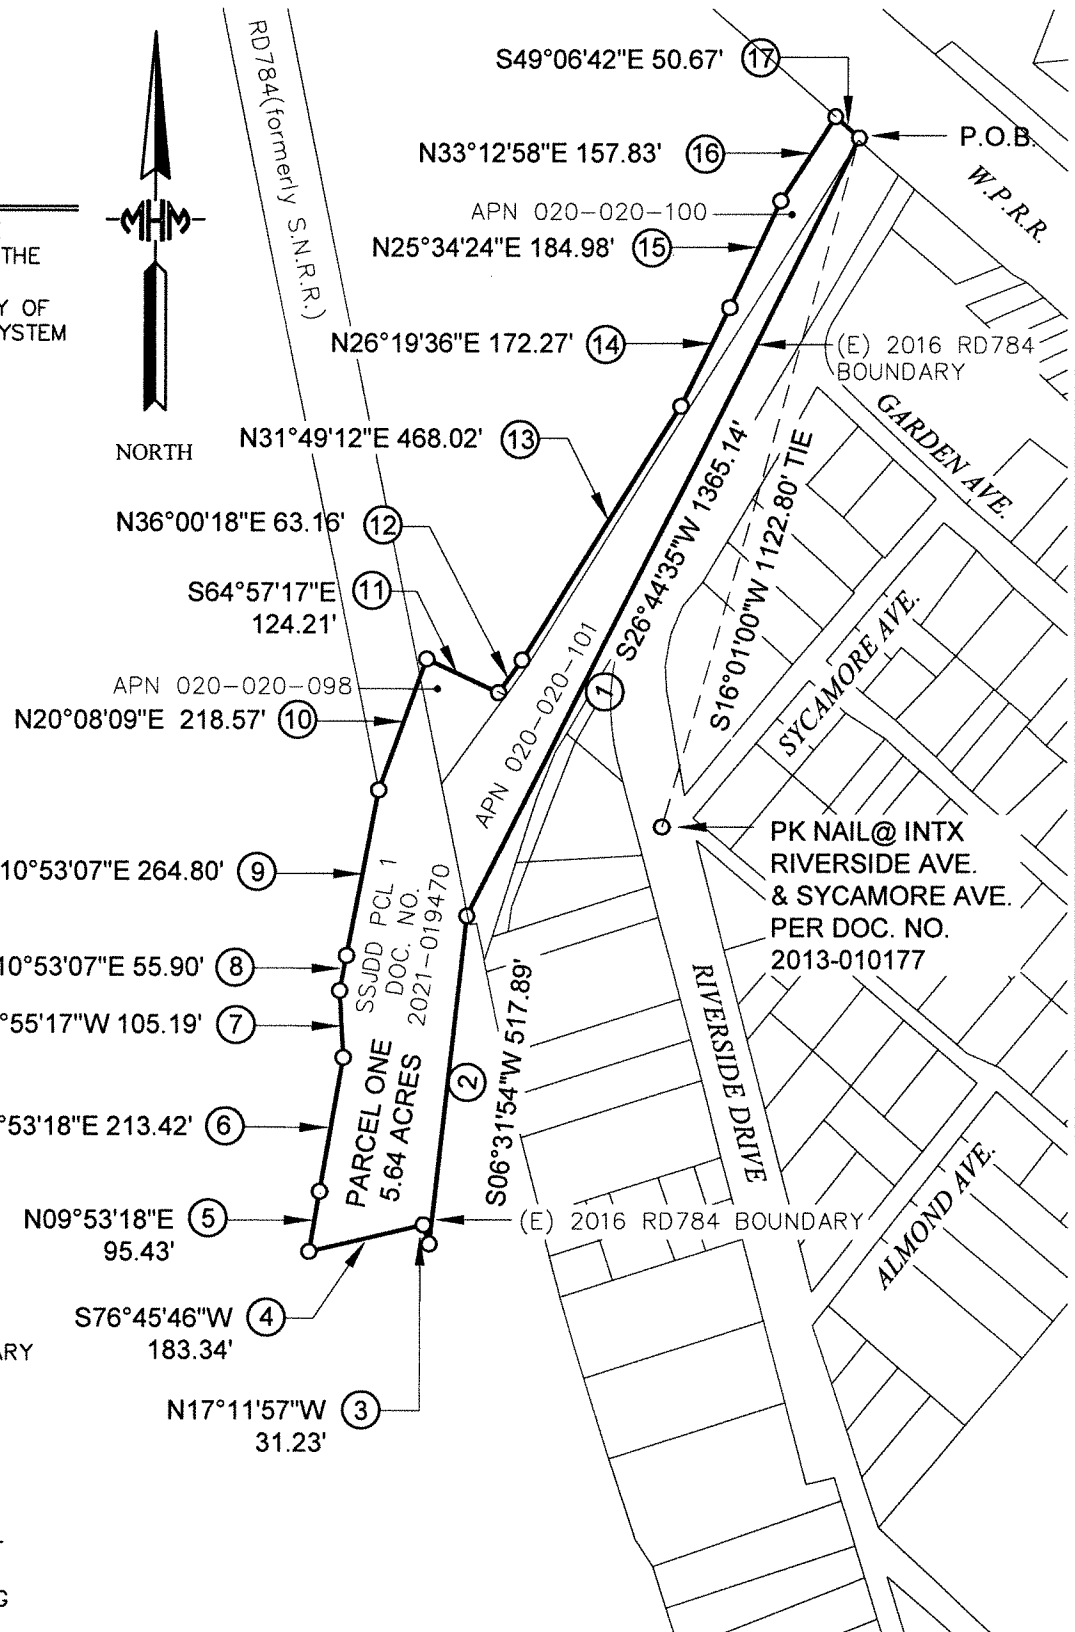 S49°06'42"E 50.67' 17
P.O.B.
N33°12'58"E 157.83' 16
W.P.R.R.
APN 020-020-100
N25°34'24"E 184.98' 15
RD784(formerly S.N.R.R.)
MHM
THE
Y OF
YSTEM
NORTH
N26°19'36"E 172.27' 14
(E) 2016 RD784
BOUNDARY
GARDEN AVE.
N31°49'12"E 468.02' 13
S26°44'35"W 1365.14'
1
S16°01'00"W 1122.80' TIE
N36°00'18"E 63.16' 12
S64°57'17"E 11
124.21'
APN 020-020-101
SYCAMORE AVE.
APN 020-020-098
N20°08'09"E 218.57' 10
PK NAIL@ INTX
RIVERSIDE AVE.
& SYCAMORE AVE.
PER DOC. NO.
2013-010177
10°53'07"E 264.80' 9
10°53'07"E 55.90' 8
°55'17"W 105.19' 7
°53'18"E 213.42' 6
SSJDD PCL 1
DOC. NO.
2021-019470
PARCEL ONE
5.64 ACRES
2
S06°31'54"W 517.89'
RIVERSIDE DRIVE
ALMOND AVE.
N09°53'18"E 5
95.43'
(E) 2016 RD784 BOUNDARY
S76°45'46"W 4
183.34'
ARY
N17°11'57"W 3
31.23'
G